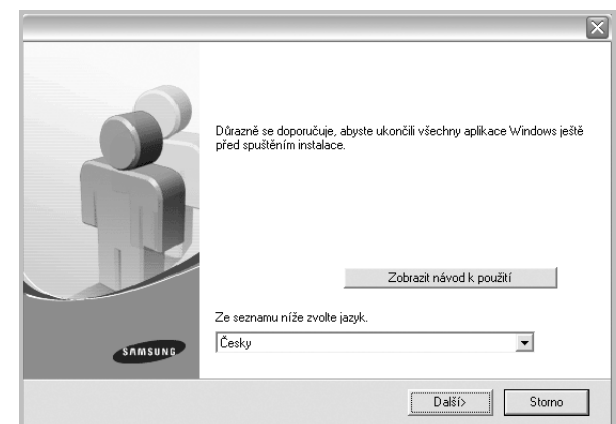 Důrazně se doporučuje, abyste ukončili všechny aplikace Windows ještě
před spuštěním instalace.
Zobrazit návod k použití
Ze seznamu níže zvolte jazyk.
Česky
SAMSUNG
Další>
Storno